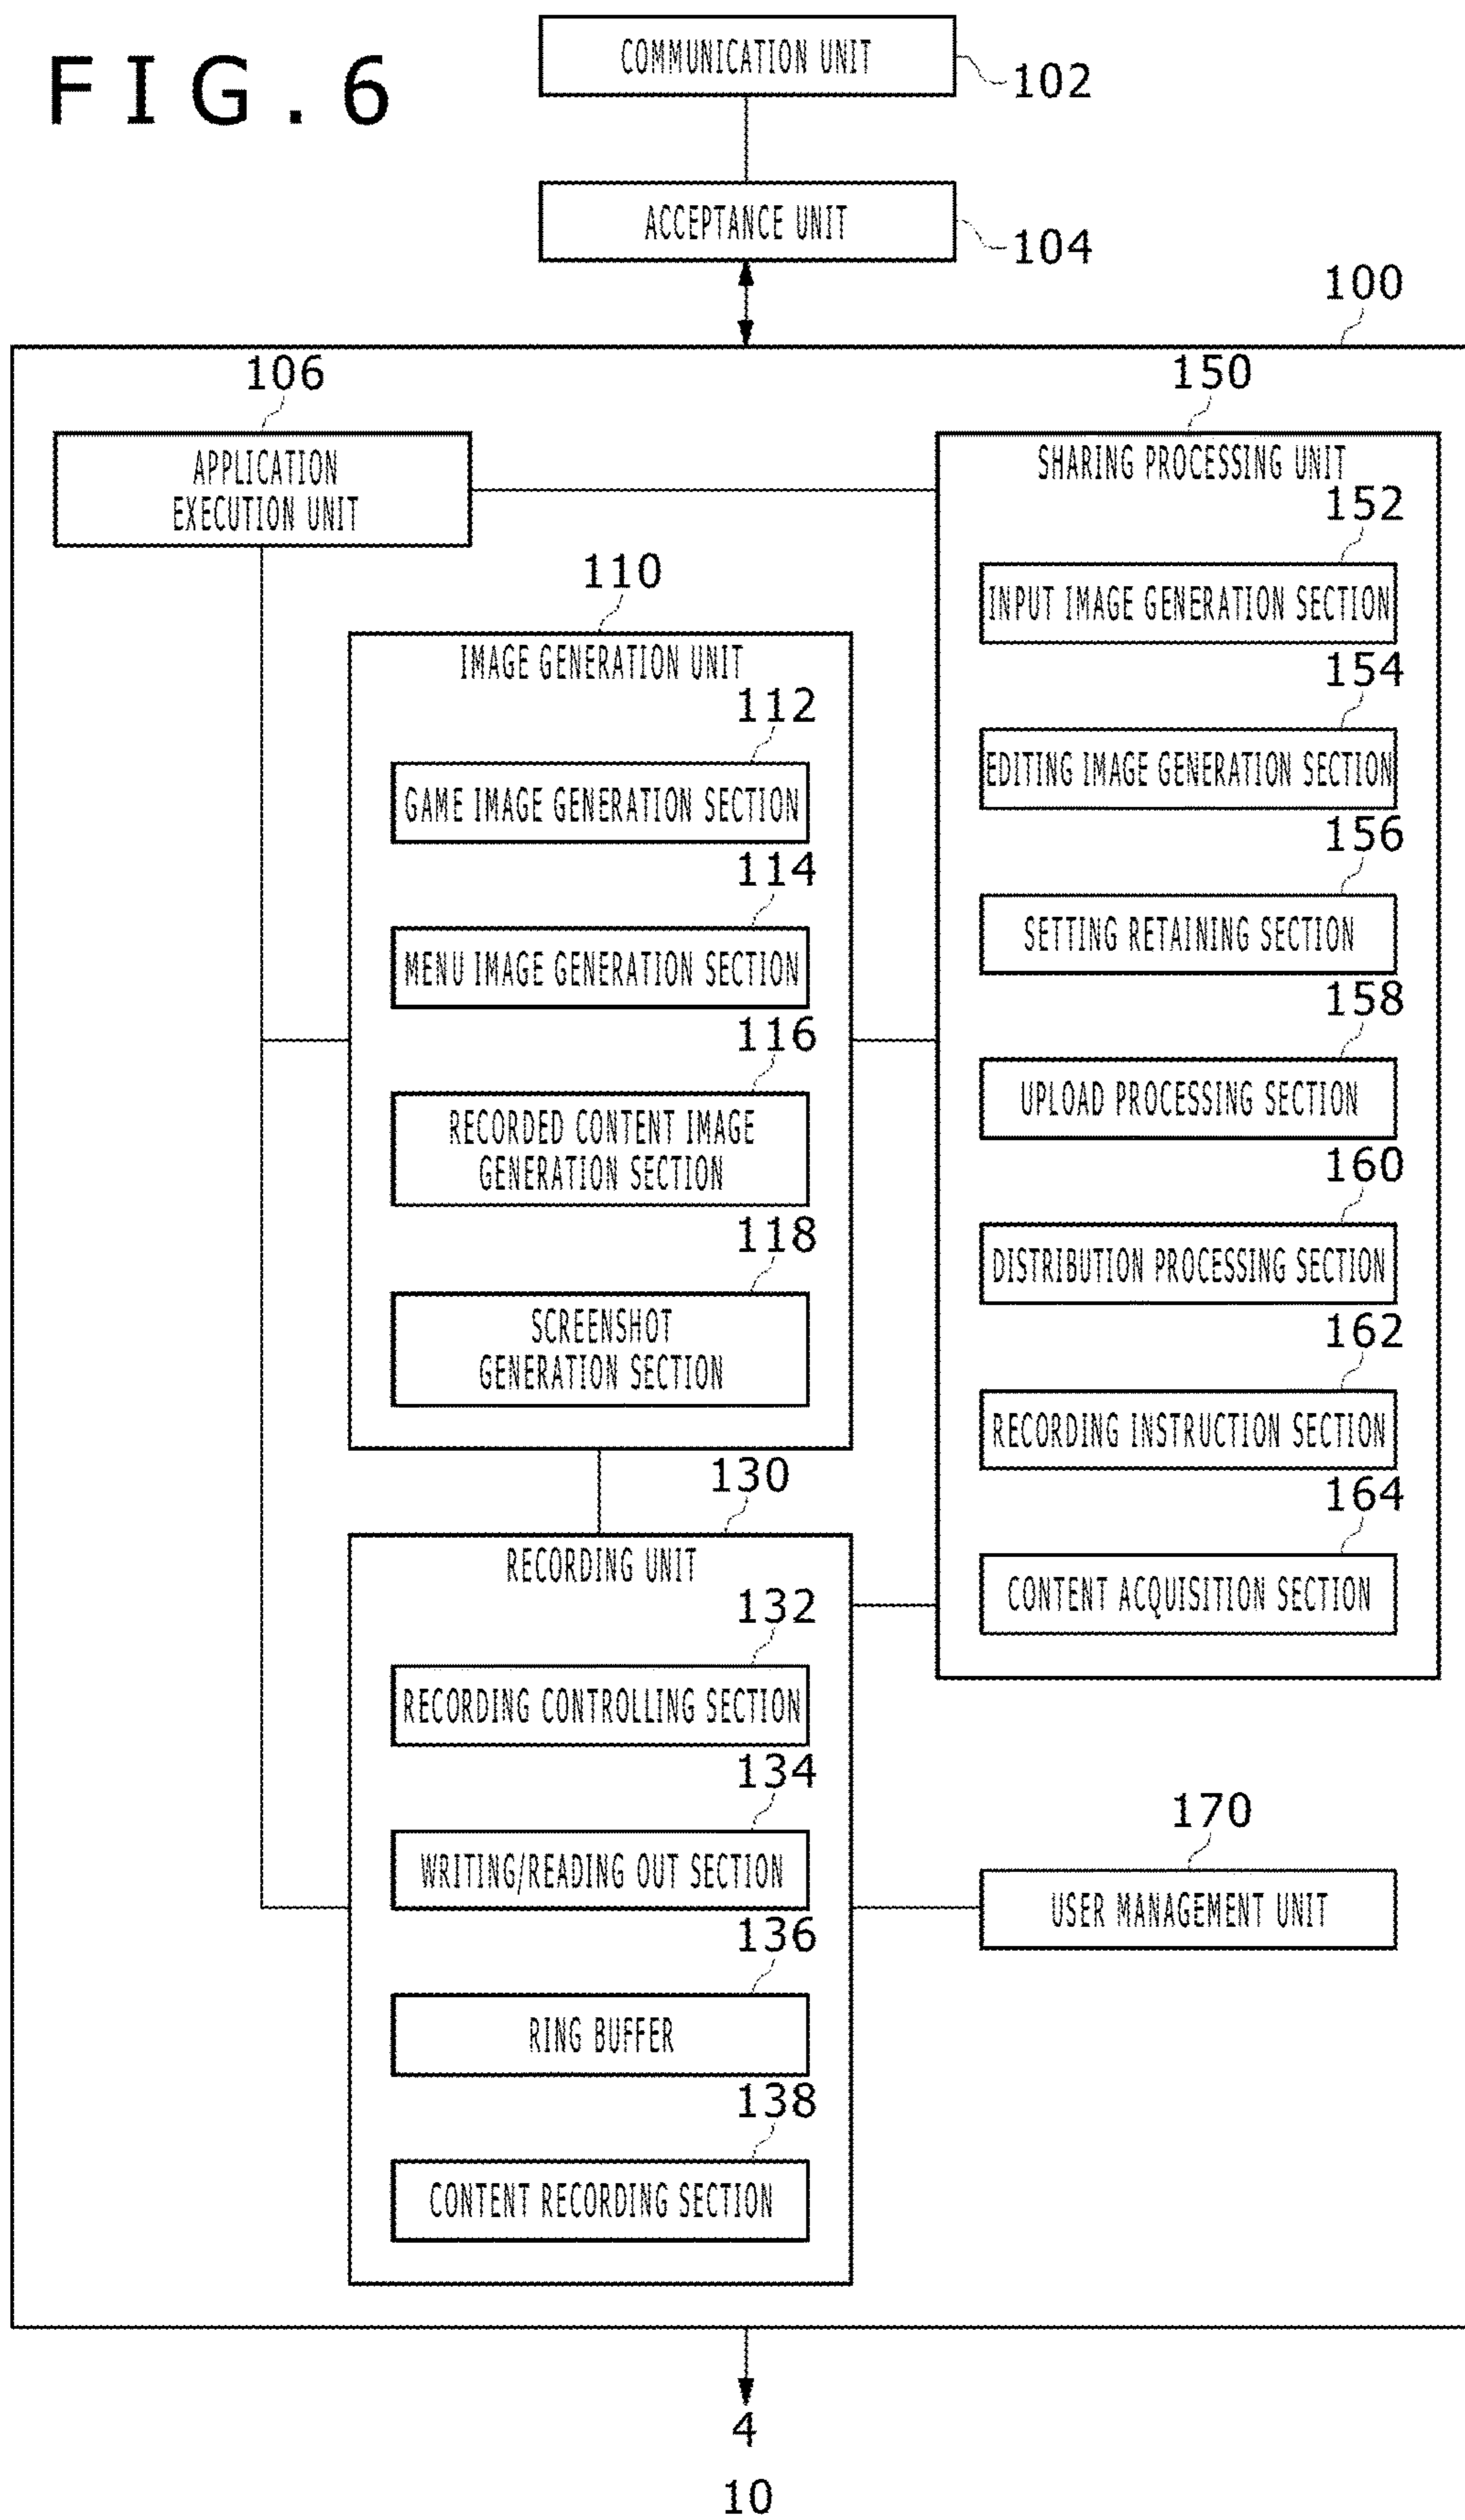 FIG.6
COMMUNICATION UNIT
102
ACCEPTANCE UNIT
104
100
106
APPLICATION
EXECUTION UNIT
150
SHARING PROCESSING UNIT
152
INPUT IMAGE GENERATION SECTION
154
EDITING IMAGE GENERATION SECTION
156
SETTING RETAINING SECTION
158
UPLOAD PROCESSING SECTION
160
DISTRIBUTION PROCESSING SECTION
162
RECORDING INSTRUCTION SECTION
164
CONTENT ACQUISITION SECTION
110
IMAGE GENERATION UNIT
112
GAME IMAGE GENERATION SECTION
114
MENU IMAGE GENERATION SECTION
116
RECORDED CONTENT IMAGE
GENERATION SECTION
118
SCREENSHOT
GENERATION SECTION
130
RECORDING UNIT
132
RECORDING CONTROLLING SECTION
134
WRITING/READING OUT SECTION
136
RING BUFFER
138
CONTENT RECORDING SECTION
170
USER MANAGEMENT UNIT
4
10